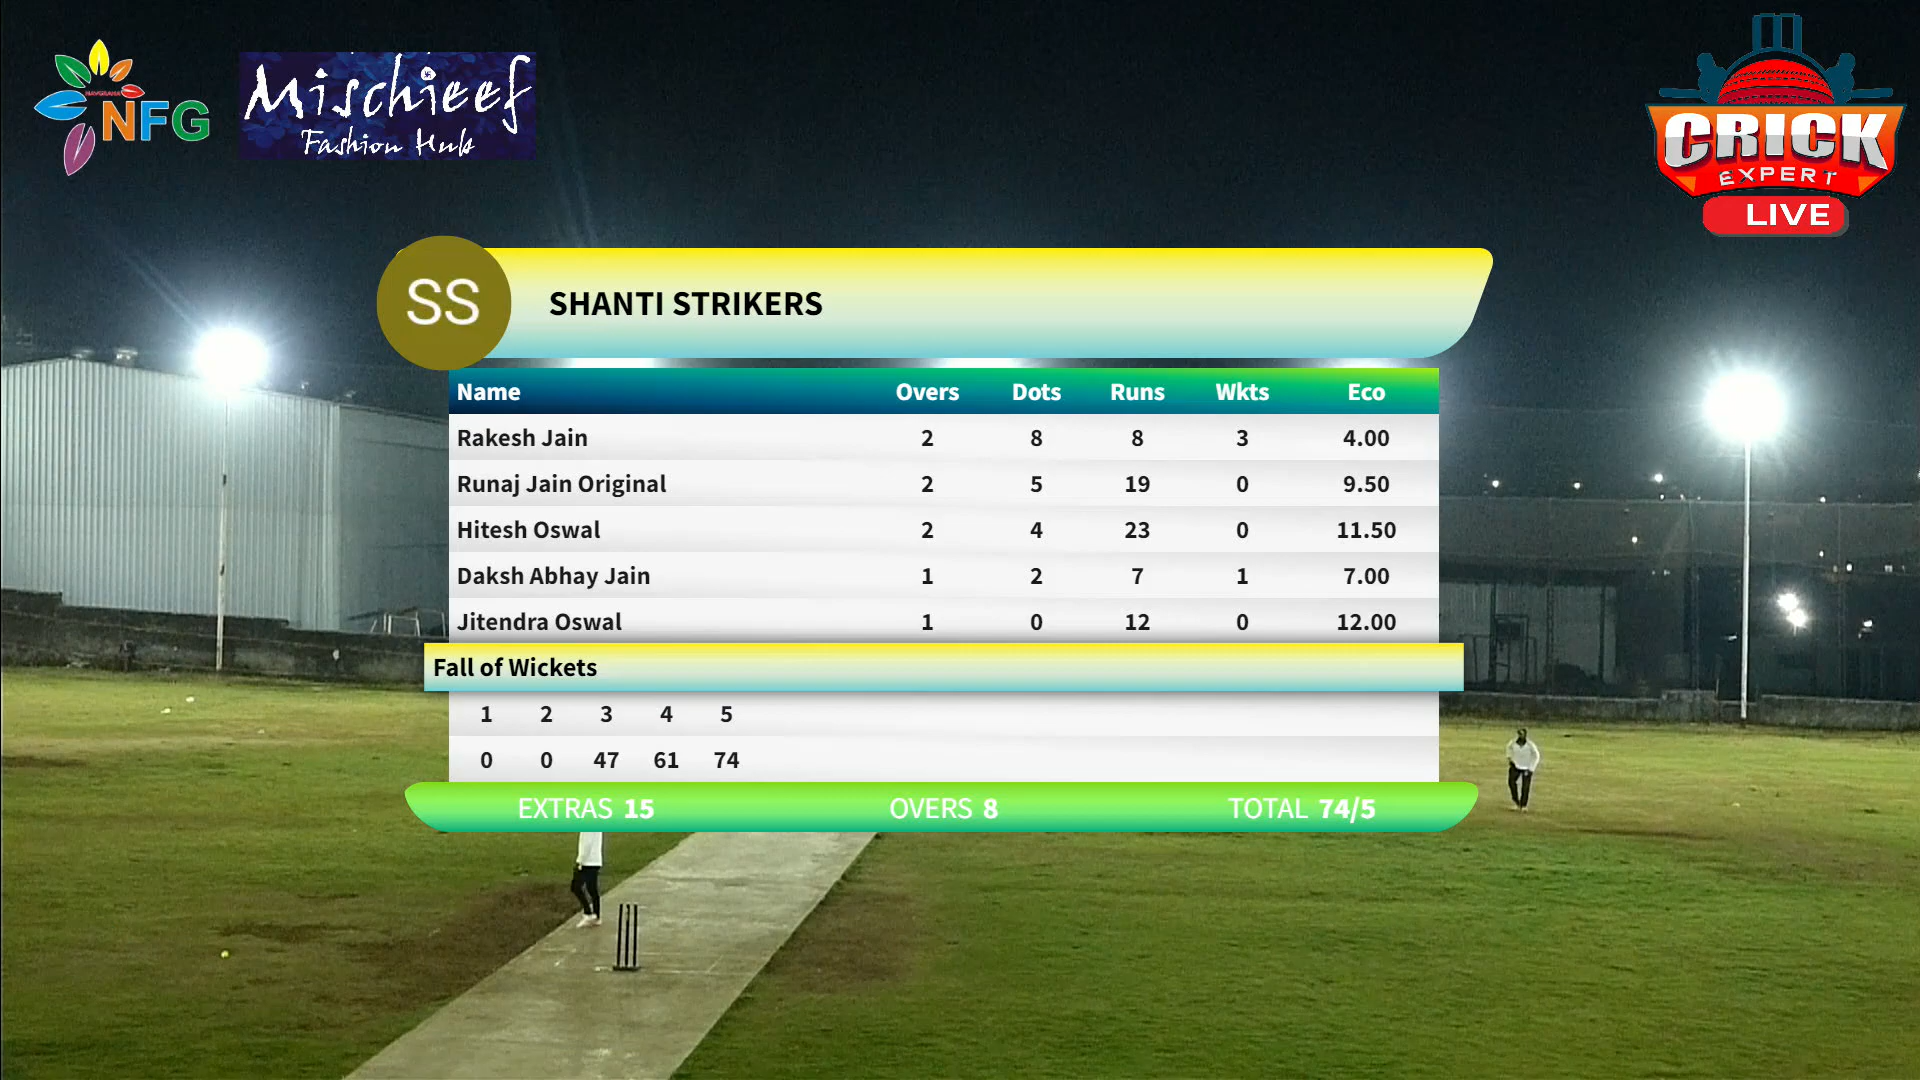 NAVGRAHA
NFG
Mischieef
Fashion Hub
CRICK
EXPERT
LIVE
SS
SHANTI STRIKERS
Name Overs Dots Runs Wkts Eco
Rakesh Jain 2 8 8 3 4.00
Runaj Jain Original 2 5 19 0 9.50
Hitesh Oswal 2 4 23 0 11.50
Daksh Abhay Jain 1 2 7 1 7.00
Jitendra Oswal 1 0 12 0 12.00
Fall of Wickets
1 2 3 4 5
0 0 47 61 74
EXTRAS 15 OVERS 8 TOTAL 74/5